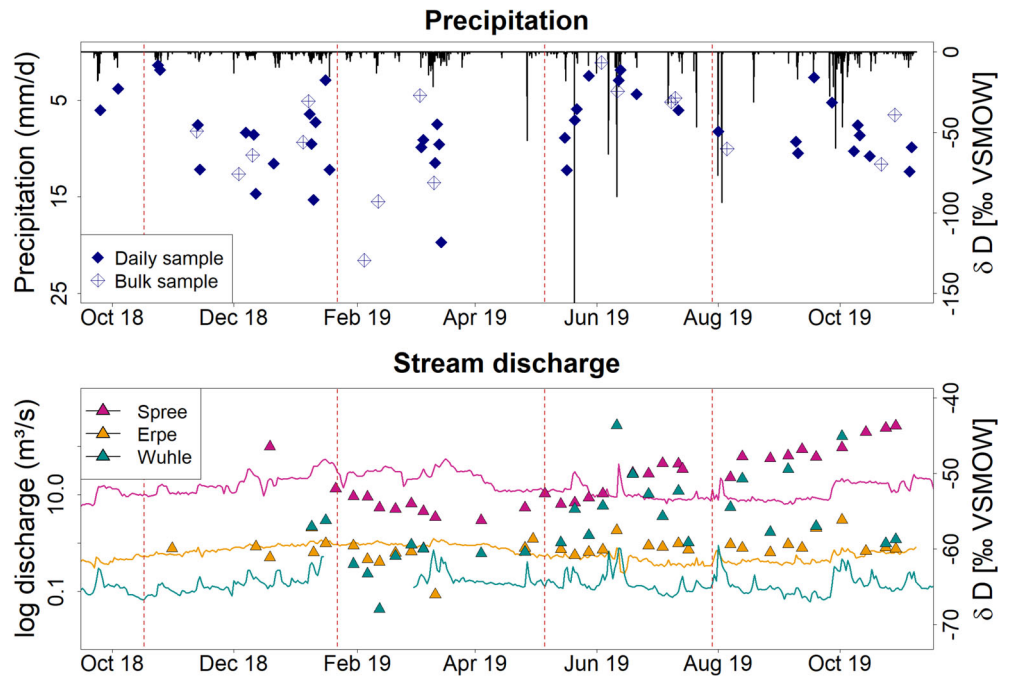 Precipitation
Precipitation (mm/d)
5
15
25
Daily sample
Bulk sample
0
-50
-100
-150
δ D [‰ VSMOW]
Oct 18 Dec 18 Feb 19 Apr 19 Jun 19 Aug 19 Oct 19
Stream discharge
log discharge (m³/s)
10.0
0.1
Spree
Erpe
Wuhle
-40
-50
-60
-70
δ D [‰ VSMOW]
Oct 18 Dec 18 Feb 19 Apr 19 Jun 19 Aug 19 Oct 19